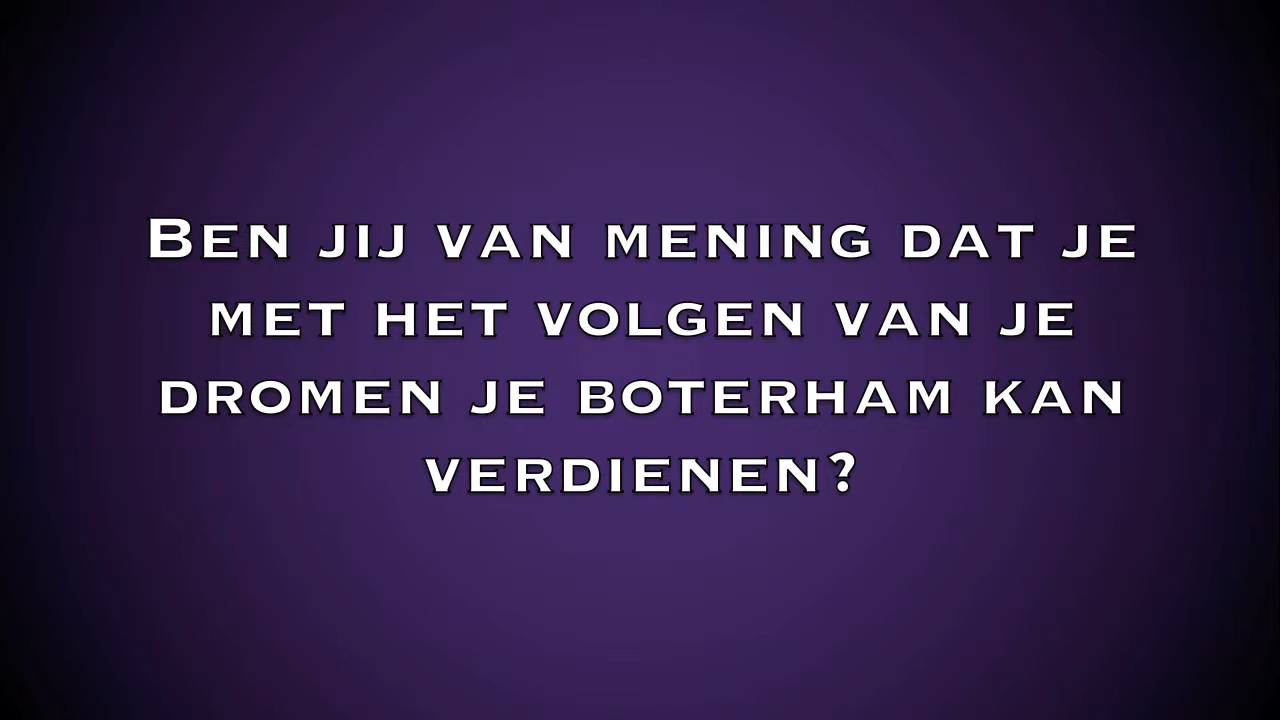 Ben jij van mening dat je
met het volgen van je
dromen je boterham kan
verdienen?